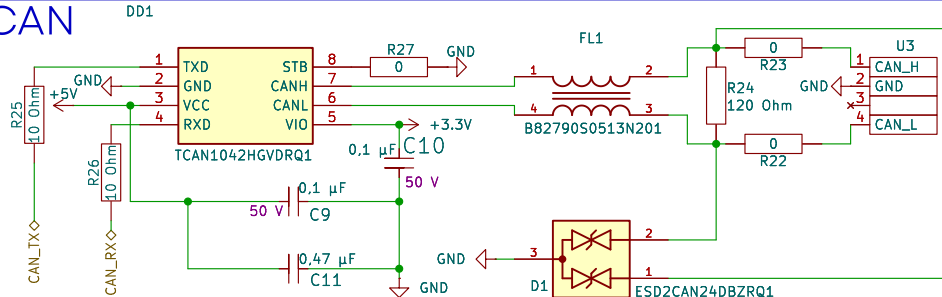 CAN
DD1
R27
0
GND
FL1
R23
0
U3
1 TXD
STB 8
GND 2 GND
CANH 7
+5V 3 VCC
CANL 6
4 RXD
VIO 5
TCAN1042HGVDRQ1
R25
10 Ohm
R26
10 Ohm
+3.3V
0,1 µF C10
50 V
0,1 µF
50 V C9
0,47 µF
C11
GND
CAN_TX
CAN_RX
1 2
4 3
B82790S0513N201
R24
120 Ohm
0
R22
1 CAN_H
GND 2 GND
3
4 CAN_L
GND 3
2
1
D1
ESD2CAN24DBZRQ1